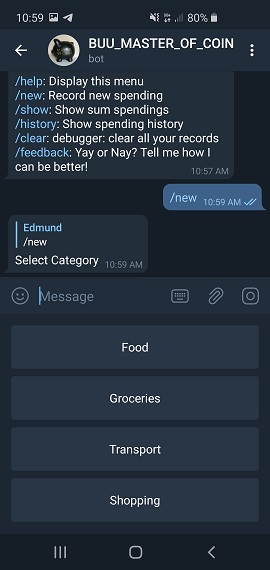 10:59
80%
BUU_MASTER_OF_COIN
bot
/help: Display this menu
/new: Record new spending
/show: Show sum spendings
/history: Show spending history
/clear: debugger: clear all your records
/feedback: Yay or Nay? Tell me how I
can be better!
10:57 AM
/new 10:59 AM
Edmund
/new
Select Category 10:59 AM
Message
Food
Groceries
Transport
Shopping